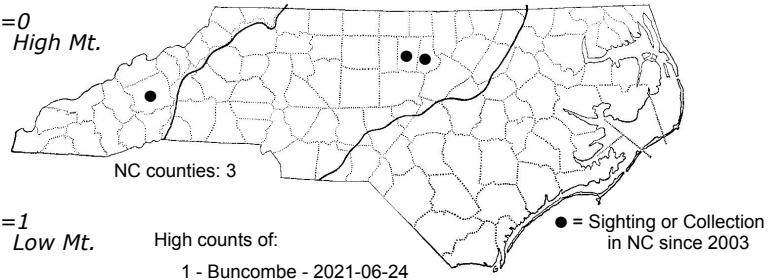 =0
High Mt.
NC counties: 3
=1
Low Mt.
High counts of:
1 - Buncombe - 2021-06-24
● = Sighting or Collection
in NC since 2003